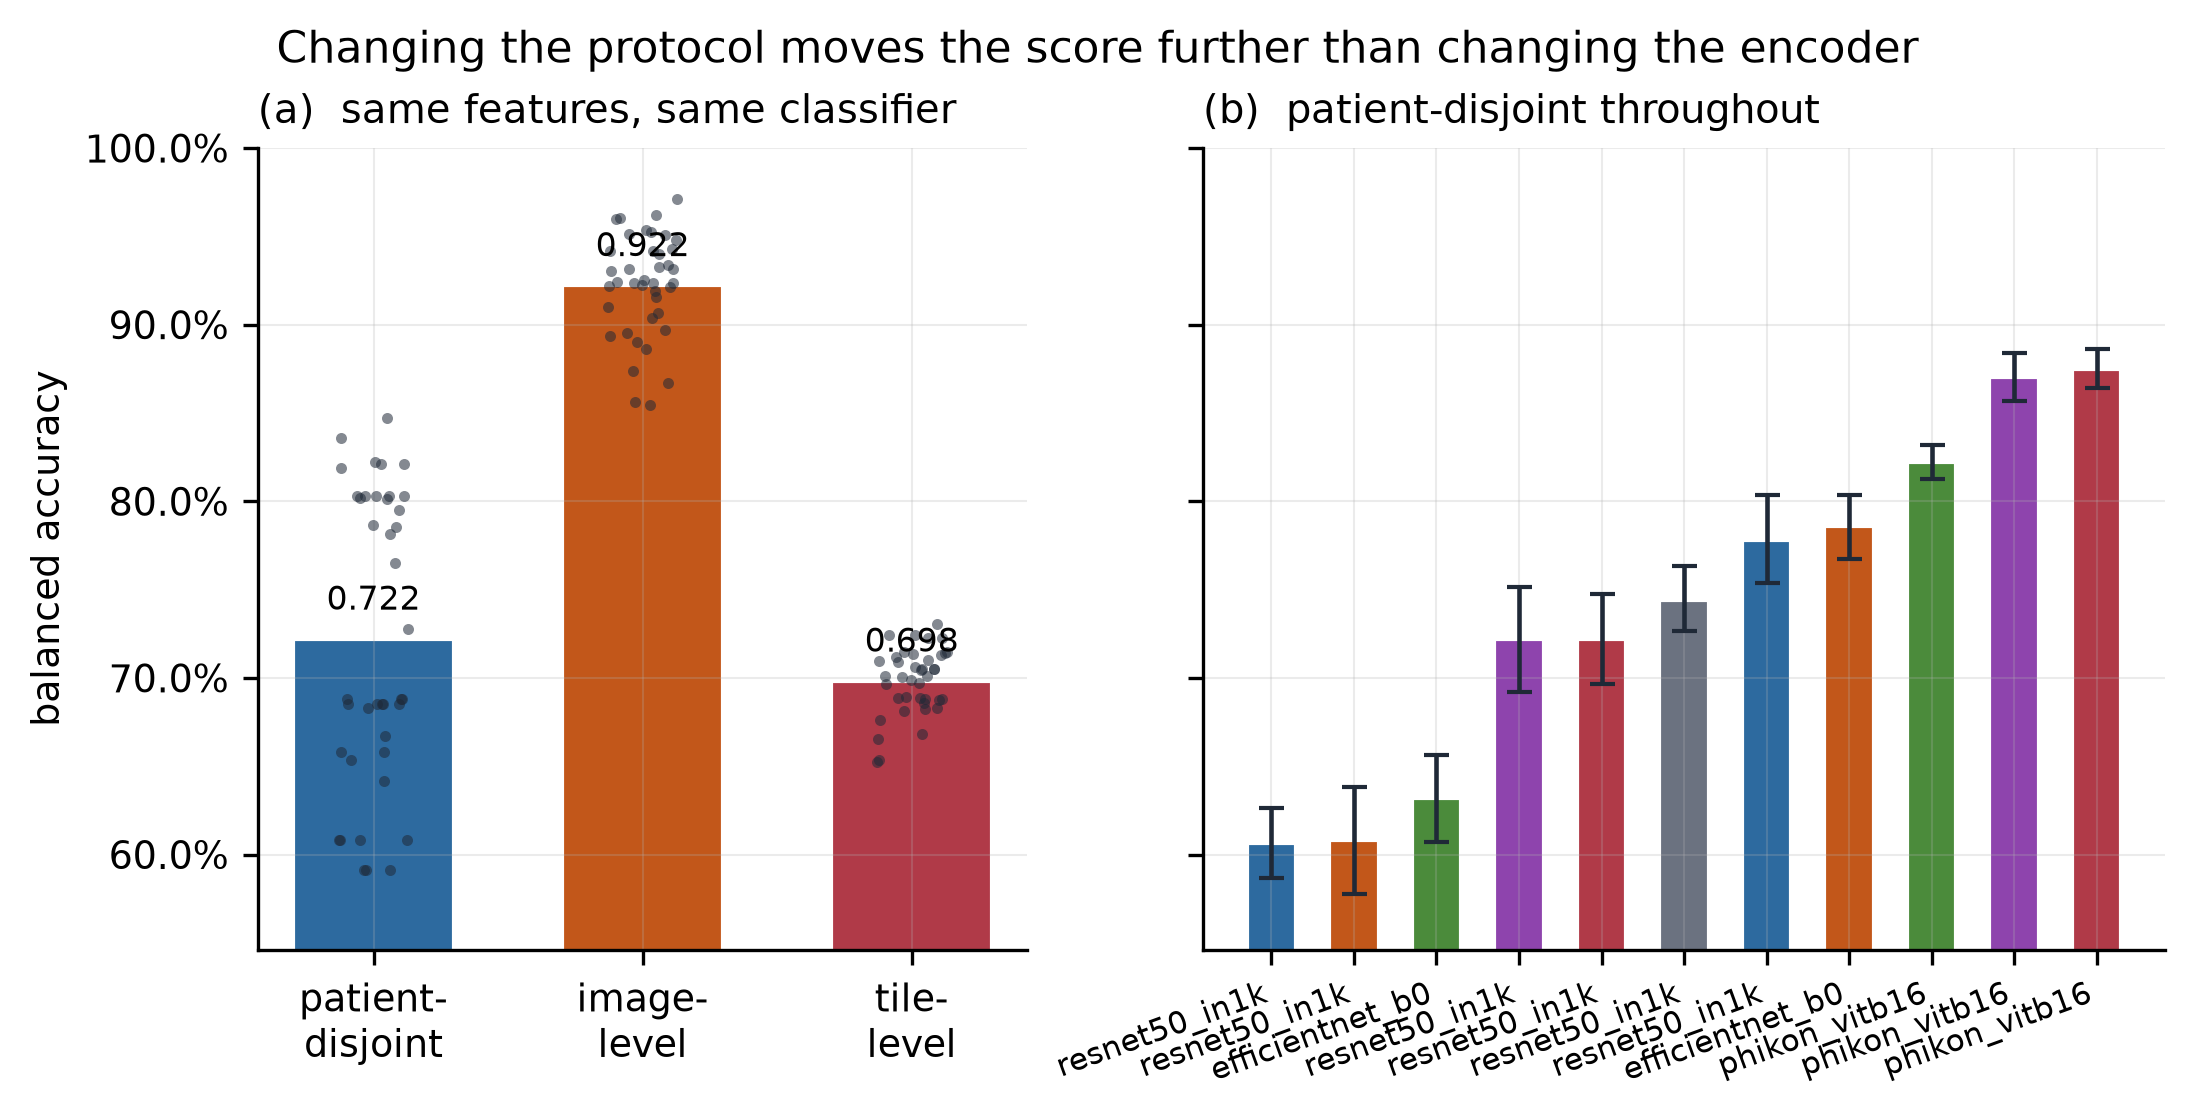 Changing the protocol moves the score further than changing the encoder
(a)  same features, same classifier
(b)  patient-disjoint throughout
balanced accuracy
100.0%
90.0%
80.0%
70.0%
60.0%
0.722
0.922
0.698
patient-
disjoint
image-
level
tile-
level
resnet50_in1k
resnet50_in1k
efficientnet_b0
resnet50_in1k
resnet50_in1k
resnet50_in1k
resnet50_in1k
efficientnet_b0
phikon_vitb16
phikon_vitb16
phikon_vitb16